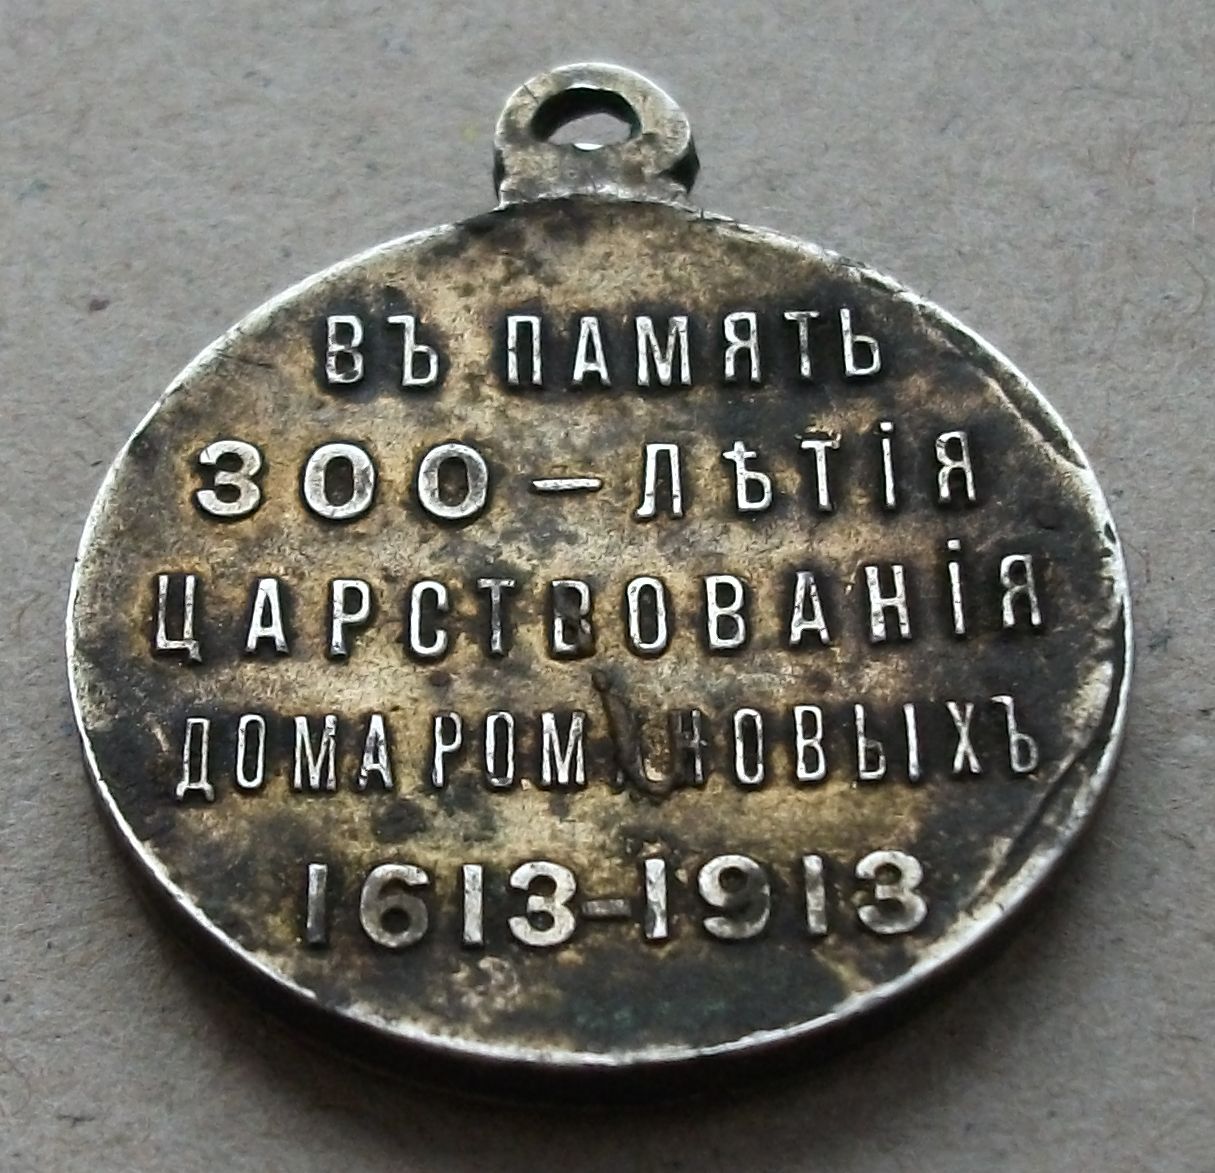 ВЪ ПАМЯТЬ
300 – ЛѢТІЯ
ЦАРСТВОВАНІЯ
ДОМА РОМАНОВЫХЪ
1613–1913